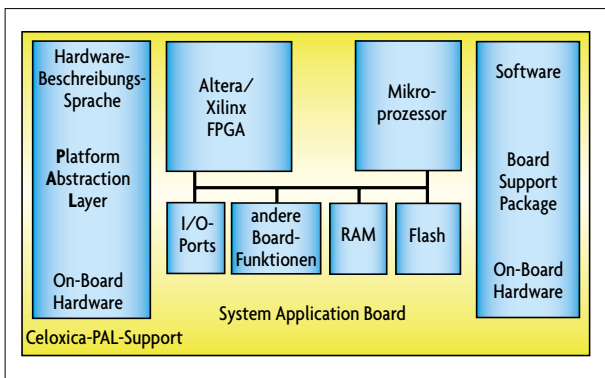 Hardware-
Beschreibungs-
Sprache
Platform
Abstraction
Layer
On-Board
Hardware
Altera/
Xilinx
FPGA
Mikro-
prozessor
I/O-
Ports
andere
Board-
Funktionen
RAM
Flash
System Application Board
Software
Board
Support
Package
On-Board
Hardware
Celoxica-PAL-Support